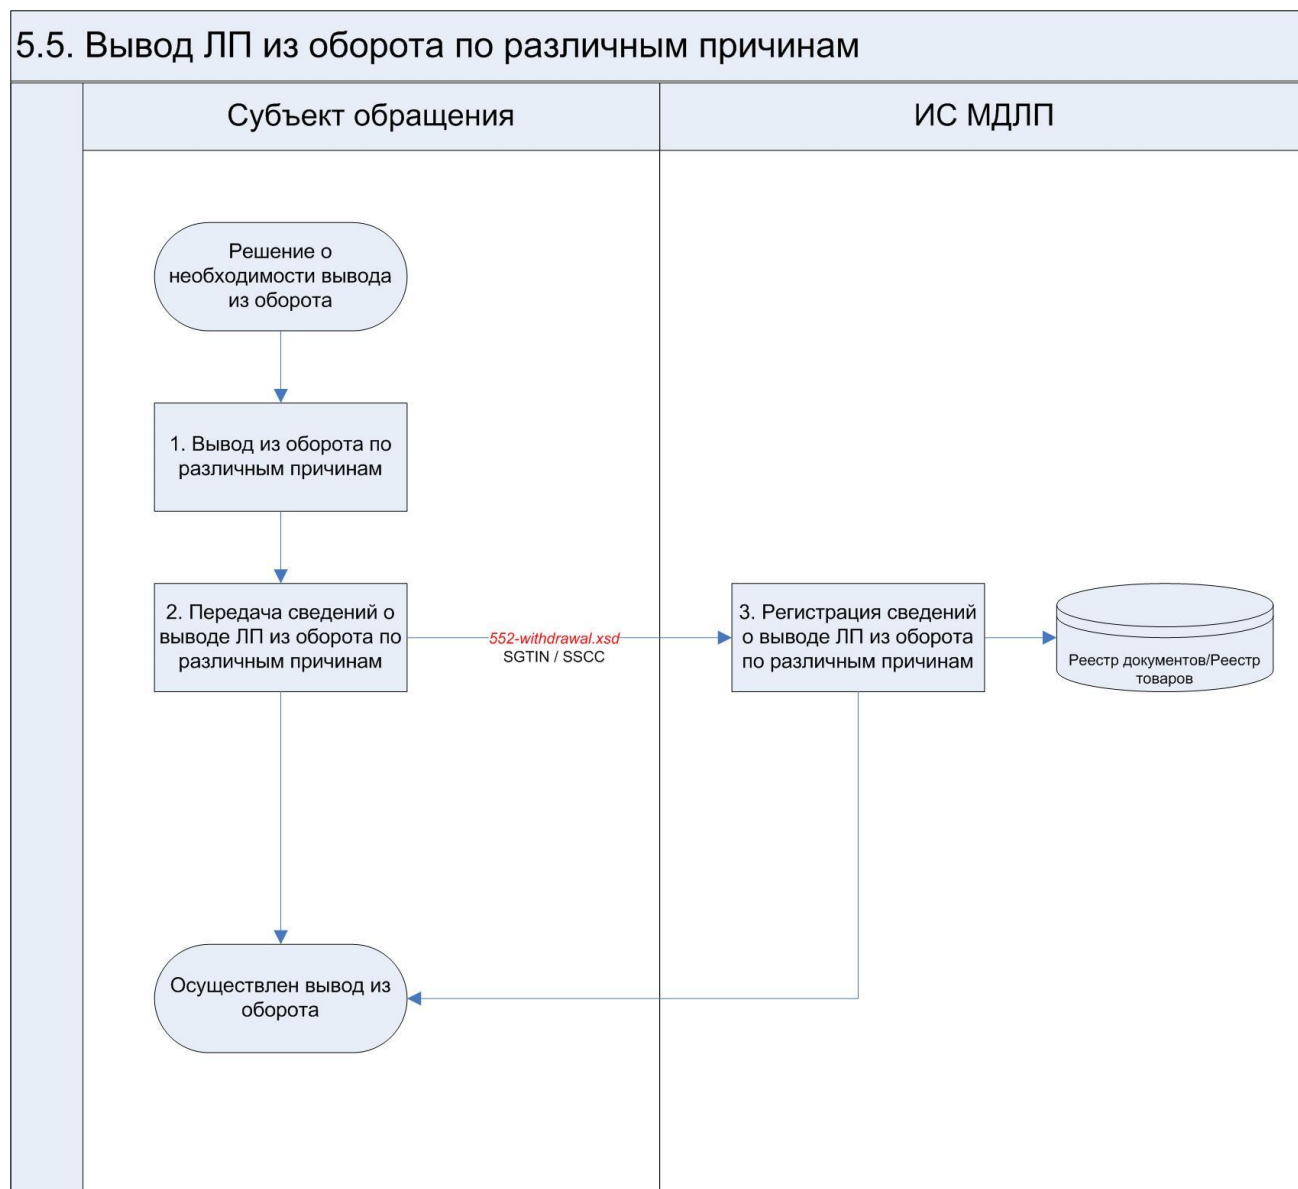 5.5. Вывод ЛП из оборота по различным причинам
Субъект обращения
ИС МДЛП
Решение о
необходимости вывода
из оборота
1. Вывод из оборота по
различным причинам
2. Передача сведений о
выводе ЛП из оборота по
различным причинам
552-withdrawal.xsd
SGTIN / SSCC
3. Регистрация сведений
о выводе ЛП из оборота
по различным причинам
Реестр документов/Реестр
товаров
Осуществлен вывод из
оборота